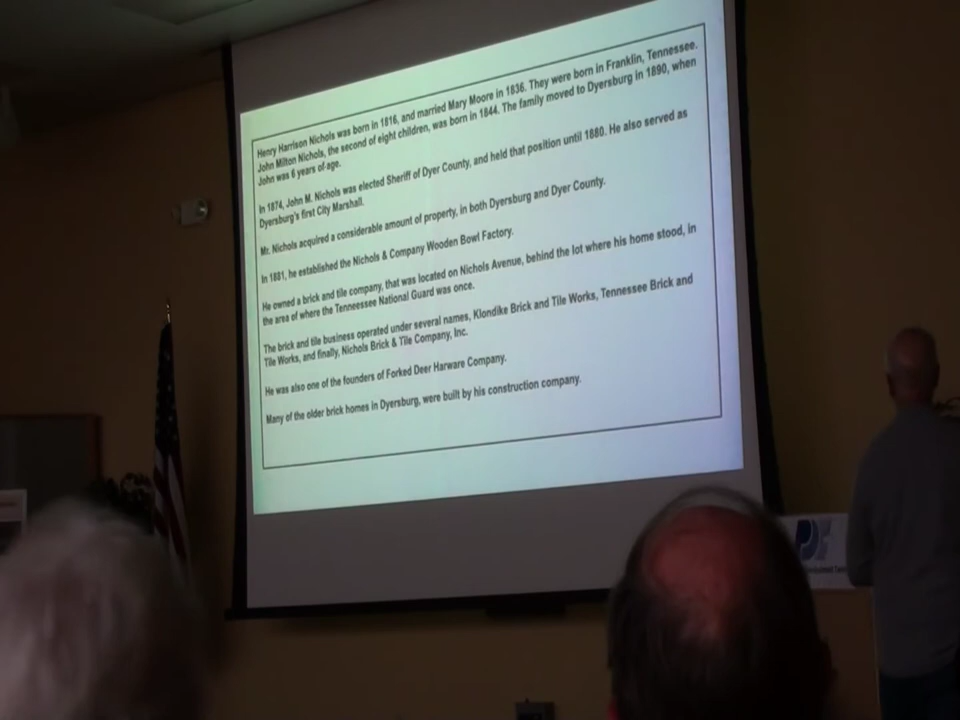 Henry Harrison Nichols was born in 1816, and married Mary Moore in 1836. They were born in Franklin, Tennessee.
John Milton Nichols, the second of eight children, was born in 1844. The family moved to Dyersburg in 1890, when
John was 6 years of age.
In 1874, John M. Nichols was elected Sheriff of Dyer County, and held that position until 1880. He also served as
Dyersburg's first City Marshall.
Mr. Nichols acquired a considerable amount of property, in both Dyersburg and Dyer County.
In 1881, he established the Nichols & Company Wooden Bowl Factory.
He owned a brick and tile company, that was located on Nichols Avenue, behind the lot where his home stood, in
the area of where the Tenneessee National Guard was once.
The brick and tile business operated under several names, Klondike Brick and Tile Works, Tennessee Brick and
Tile Works, and finally, Nichols Brick & Tile Company, Inc.
He was also one of the founders of Forked Deer Harware Company.
Many of the older brick homes in Dyersburg, were built by his construction company.